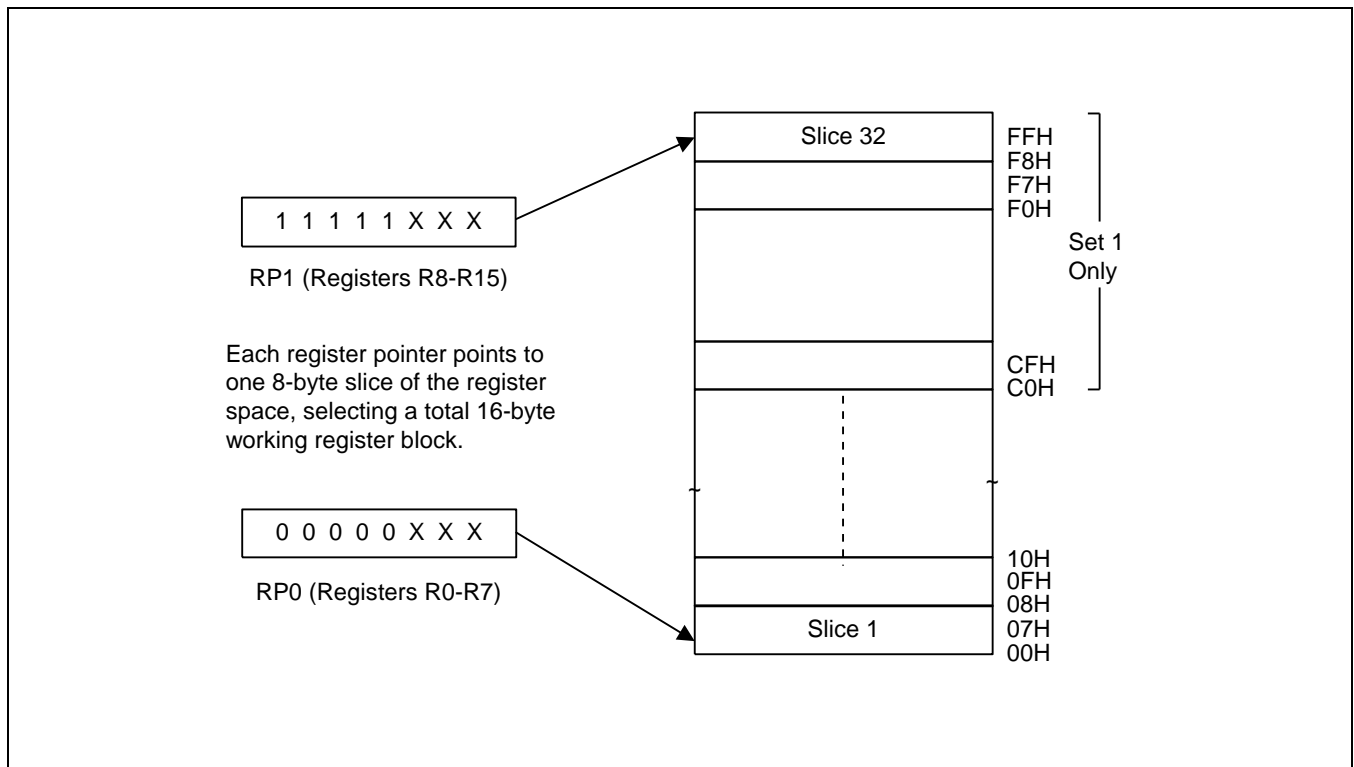 Slice 32
FFH
F8H
F7H
F0H
1 1 1 1 1 X X X
RP1 (Registers R8-R15)
Set 1
Only
Each register pointer points to
one 8-byte slice of the register
space, selecting a total 16-byte
working register block.
CFH
C0H
~
~
0 0 0 0 0 X X X
RP0 (Registers R0-R7)
10H
0FH
08H
Slice 1
07H
00H